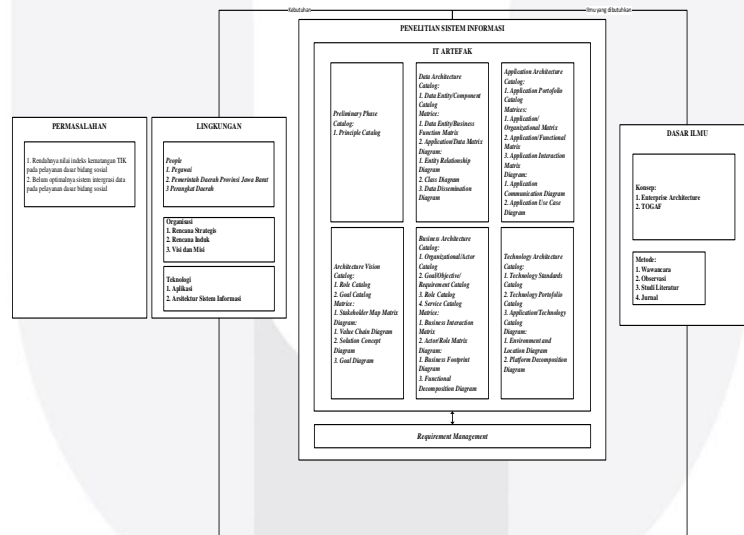 Kebutuhan
Ilmu yang dibutuhkan
PENELITIAN SISTEM INFORMASI
IT ARTEFAK
PERMASALAHAN
1. Rendahnya nilai indeks kematangan TIK
pada pelayanan dasar bidang sosial
2. Belum optimalnya sistem intergrasi data
pada pelayanan dasar bidang sosial
LINGKUNGAN
People
1. Pegawai
2. Pemerintah Daerah Provinsi Jawa Barat
3 Perangkat Daerah
Organisasi
1. Rencana Strategis
2. Rencana Induk
3. Visi dan Misi
Teknologi
1. Aplikasi
2. Arsitektur Sistem Informasi
Preliminary Phase
Catalog:
1. Principle Catalog
Data Architecture
Catalog:
1. Data Entity/Component
Catalog
Matrice:
1. Data Entity/Business
Function Matrix
2. Application/Data Matrix
Diagram:
1. Entity Relationship
Diagram
2. Class Diagram
3. Data Dissemination
Diagram
Application Architecture
Catalog:
1. Application Portofolio
Catalog
Matrices:
1. Application/
Organizational Matrix
2. Application/Functional
Matrix
3. Application Interaction
Matrix
Diagram:
1. Application
Communication Diagram
2. Application Use Case
Diagram
Architecture Vision
Catalog:
1. Role Catalog
2. Goal Catalog
Matrice:
1. Stakeholder Map Matrix
Diagram:
1. Value Chain Diagram
2. Solution Concept
Diagram
3. Goal Diagram
Business Architecture
Catalog:
1. Organizational/Actor
Catalog
2. Goal/Objective/
Requirement Catalog
3. Role Catalog
4. Service Catalog
Matrice:
1. Business Interaction
Matrix
2. Actor/Role Matrix
Diagram:
1. Business Footprint
Diagram
3. Functional
Decomposition Diagram
Technology Architecture
Catalog:
1. Technology Standards
Catalog
2. Technology Portofolio
Catalog
3. Application/Technology
Catalog
Diagram:
1. Environment and
Location Diagram
2. Platform Decomposition
Diagram
Requirement Management
DASAR ILMU
Konsep:
1. Enterprise Architecture
2. TOGAF
Metode:
1. Wawancara
2. Observasi
3. Studi Literatur
4. Jurnal